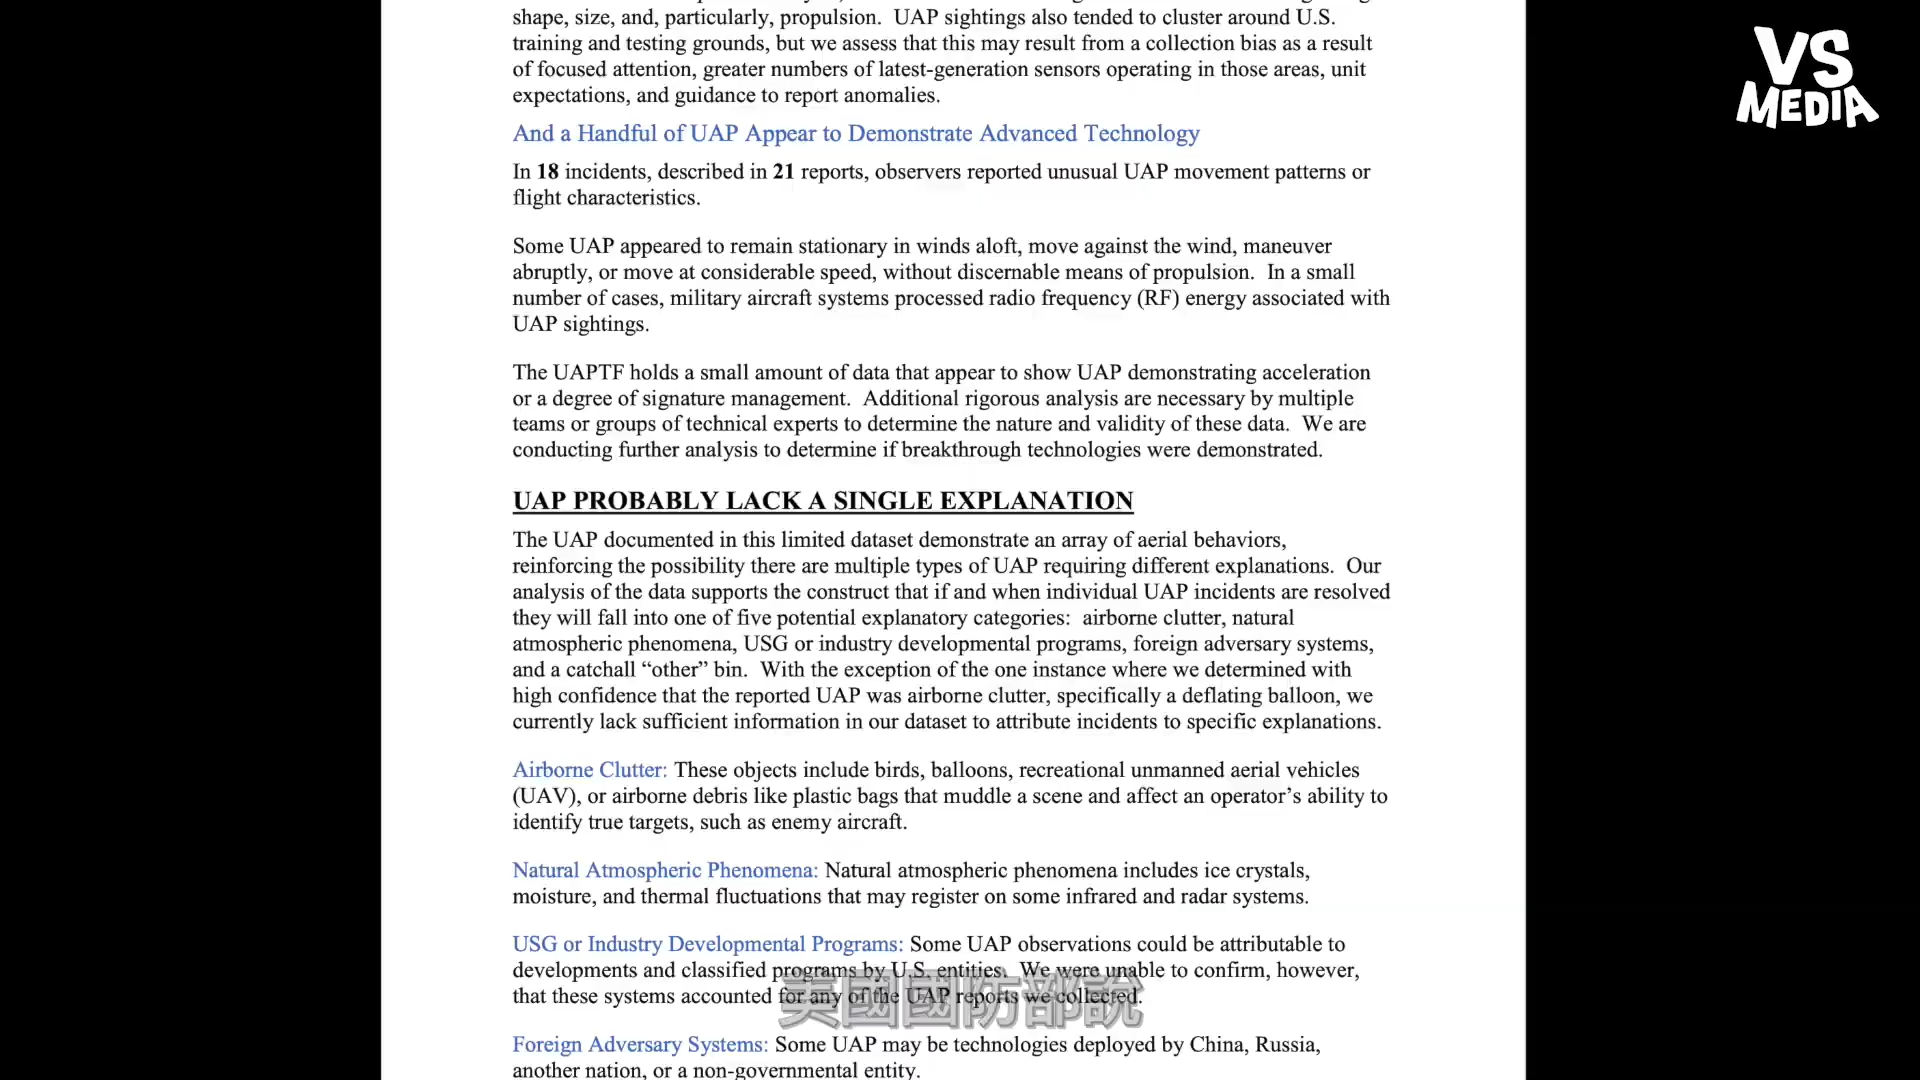 shape, size, and, particularly, propulsion.  UAP sightings also tended to cluster around U.S.
training and testing grounds, but we assess that this may result from a collection bias as a result
of focused attention, greater numbers of latest-generation sensors operating in those areas, unit
expectations, and guidance to report anomalies.
And a Handful of UAP Appear to Demonstrate Advanced Technology
In 18 incidents, described in 21 reports, observers reported unusual UAP movement patterns or
flight characteristics.
Some UAP appeared to remain stationary in winds aloft, move against the wind, maneuver
abruptly, or move at considerable speed, without discernable means of propulsion.  In a small
number of cases, military aircraft systems processed radio frequency (RF) energy associated with
UAP sightings.
The UAPTF holds a small amount of data that appear to show UAP demonstrating acceleration
or a degree of signature management.  Additional rigorous analysis are necessary by multiple
teams or groups of technical experts to determine the nature and validity of these data.  We are
conducting further analysis to determine if breakthrough technologies were demonstrated.
UAP PROBABLY LACK A SINGLE EXPLANATION
The UAP documented in this limited dataset demonstrate an array of aerial behaviors,
reinforcing the possibility there are multiple types of UAP requiring different explanations.  Our
analysis of the data supports the construct that if and when individual UAP incidents are resolved
they will fall into one of five potential explanatory categories:  airborne clutter, natural
atmospheric phenomena, USG or industry developmental programs, foreign adversary systems,
and a catchall “other” bin.  With the exception of the one instance where we determined with
high confidence that the reported UAP was airborne clutter, specifically a deflating balloon, we
currently lack sufficient information in our dataset to attribute incidents to specific explanations.
Airborne Clutter: These objects include birds, balloons, recreational unmanned aerial vehicles
(UAV), or airborne debris like plastic bags that muddle a scene and affect an operator’s ability to
identify true targets, such as enemy aircraft.
Natural Atmospheric Phenomena: Natural atmospheric phenomena includes ice crystals,
moisture, and thermal fluctuations that may register on some infrared and radar systems.
USG or Industry Developmental Programs: Some UAP observations could be attributable to
developments and classified programs by U.S. entities.  We were unable to confirm, however,
that these systems accounted for any of the UAP reports we collected.
美國國防部說
Foreign Adversary Systems: Some UAP may be technologies deployed by China, Russia,
another nation, or a non-governmental entity.
VS
MEDIA